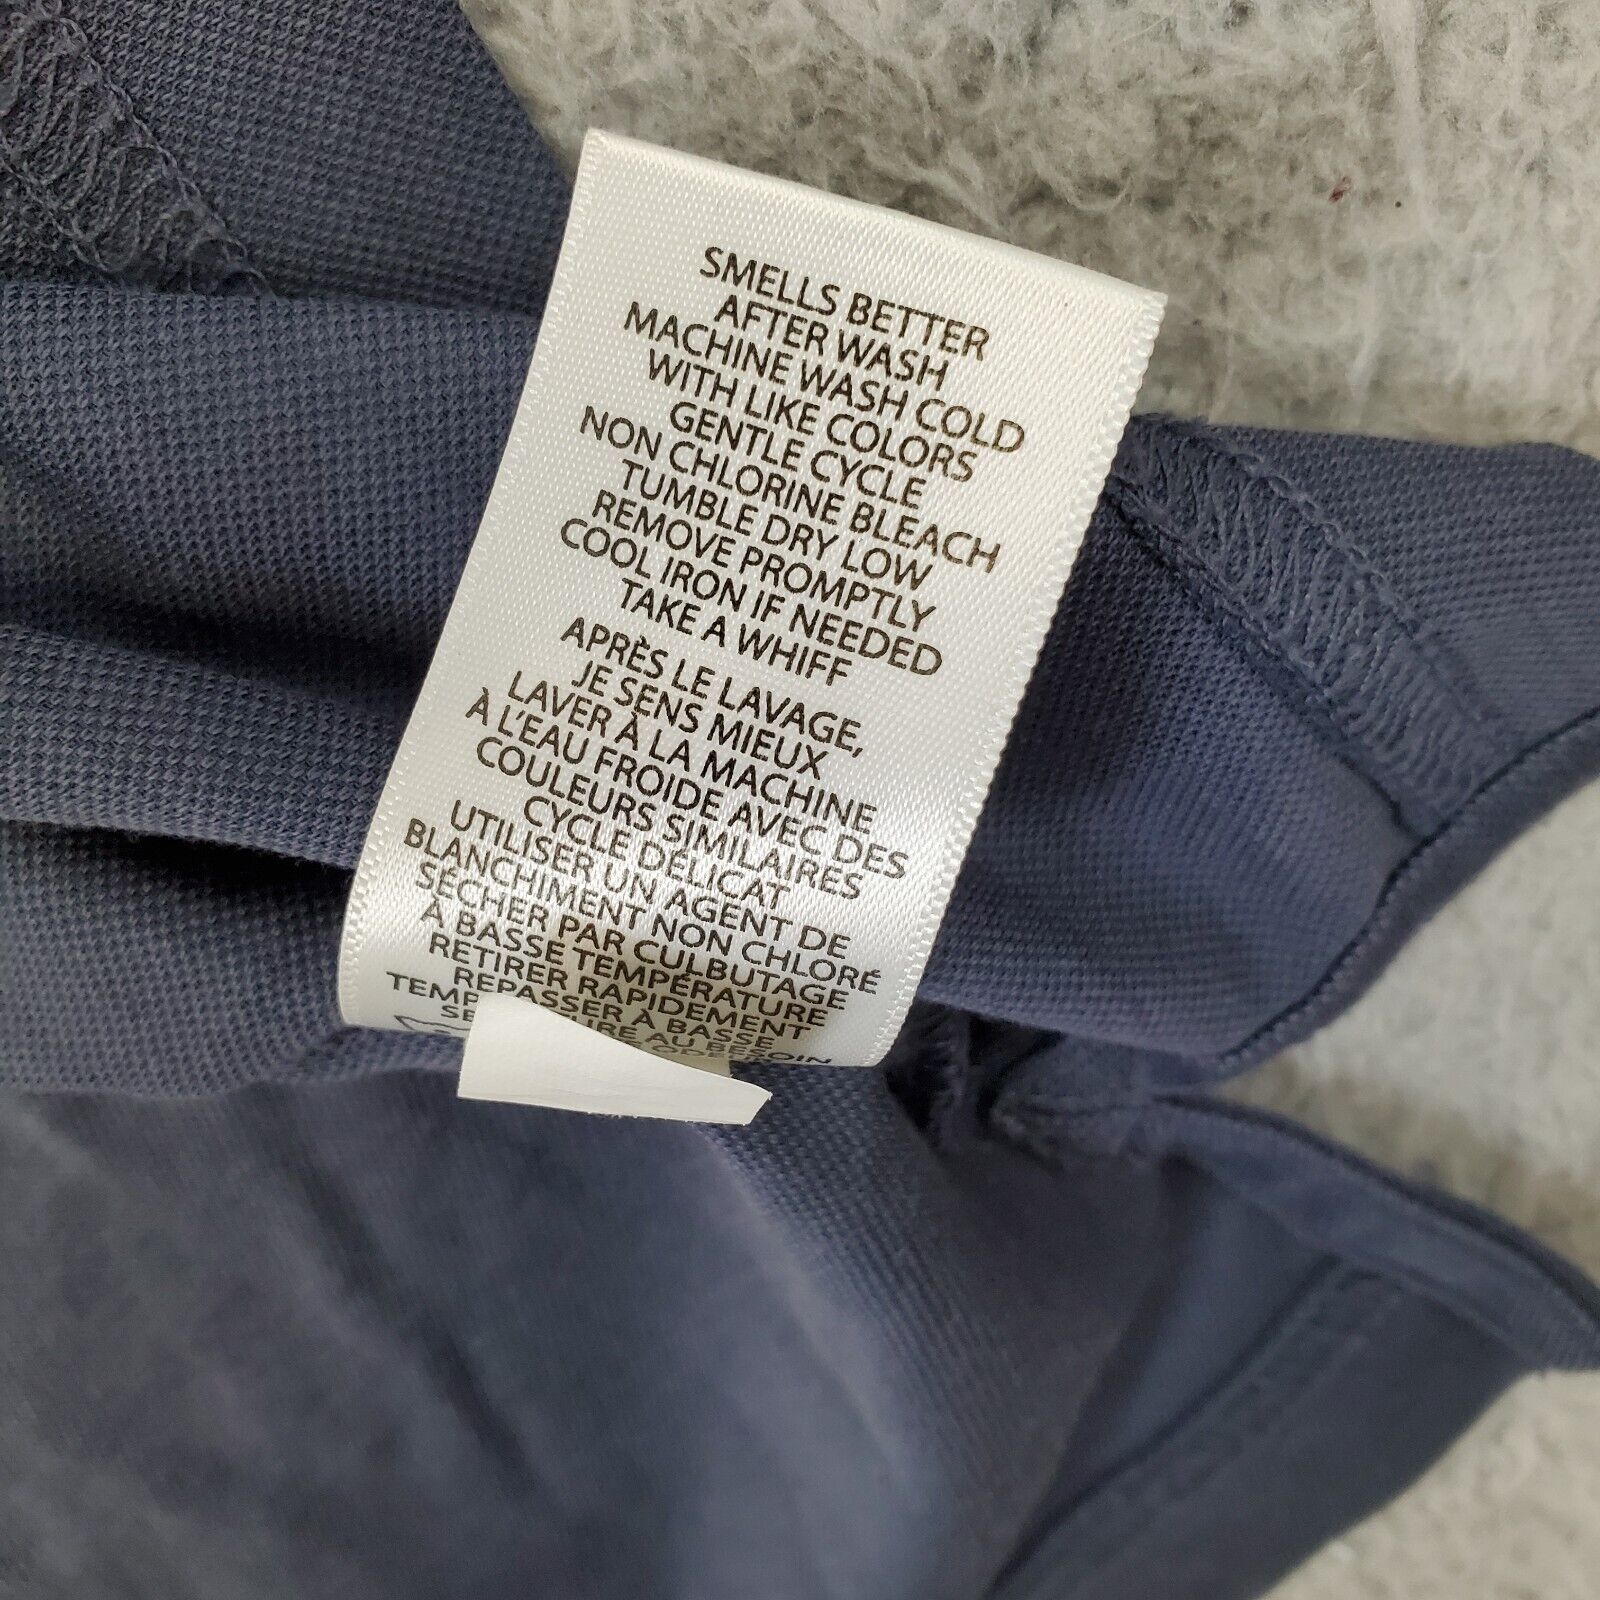 SMELLS BETTER
AFTER WASH
MACHINE WASH COLD
WITH LIKE COLORS
GENTLE CYCLE
NON CHLORINE BLEACH
TUMBLE DRY LOW
REMOVE PROMPTLY
COOL IRON IF NEEDED
TAKE A WHIFF
APRÈS LE LAVAGE,
JE SENS MIEUX
LAVER À LA MACHINE
À L'EAU FROIDE AVEC DES
COULEURS SIMILAIRES
CYCLE DÉLICAT
UTILISER UN AGENT DE
BLANCHIMENT NON CHLORÉ
SÉCHER PAR CULBUTAGE
À BASSE TEMPÉRATURE
RETIRER RAPIDEMENT
REPASSER À BASSE
AU BESOIN